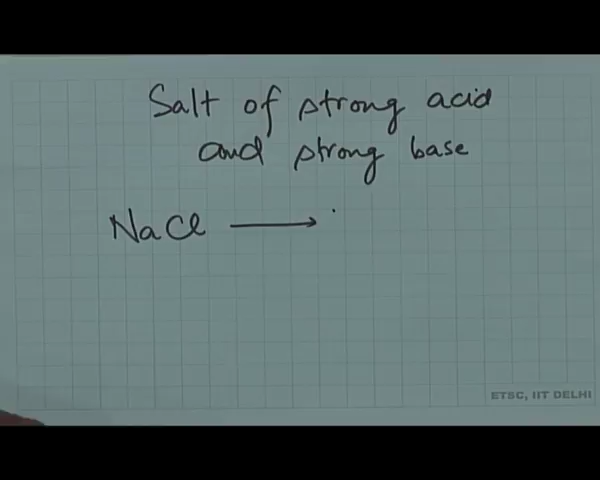 Salt of strong acid
and strong base
NaCl ⟶
ETSC, IIT DELHI